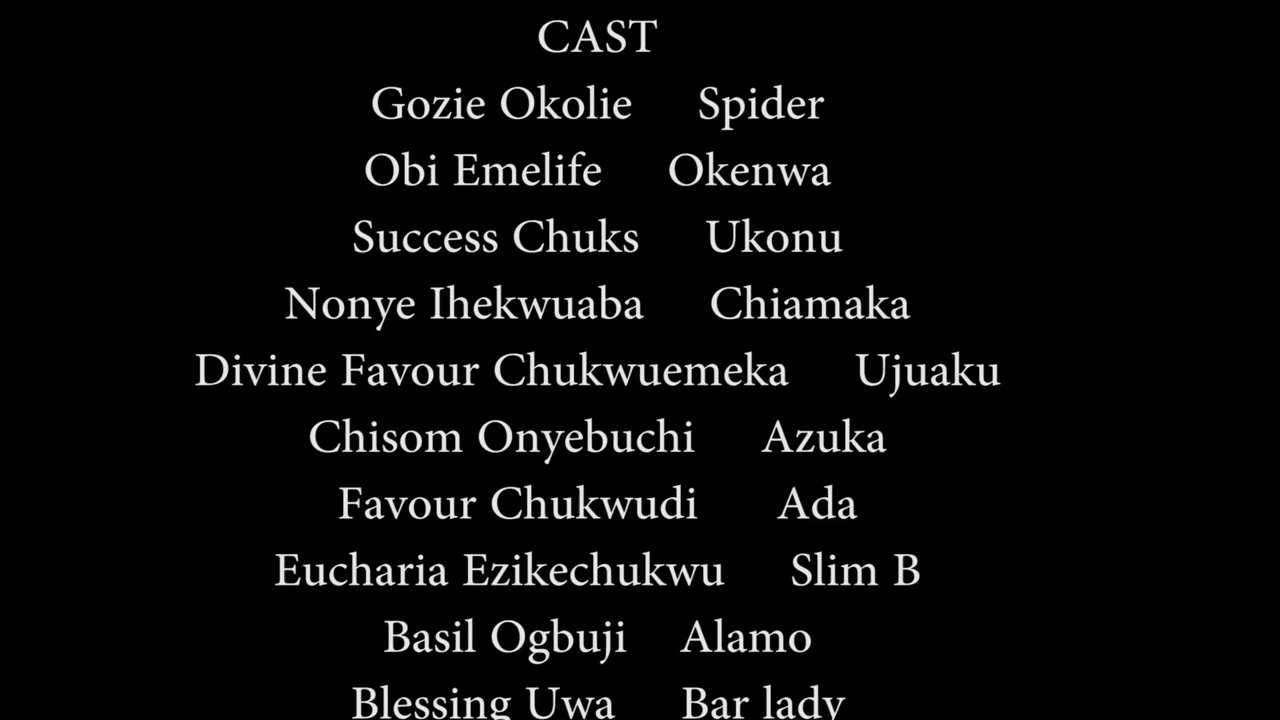 CAST
Gozie Okolie Spider
Obi Emelife Okenwa
Success Chuks Ukonu
Nonye Ihekwuaba Chiamaka
Divine Favour Chukwuemeka Ujuaku
Chisom Onyebuchi Azuka
Favour Chukwudi Ada
Eucharia Ezikechukwu Slim B
Basil Ogbuji Alamo
Blessing Uwa Bar lady